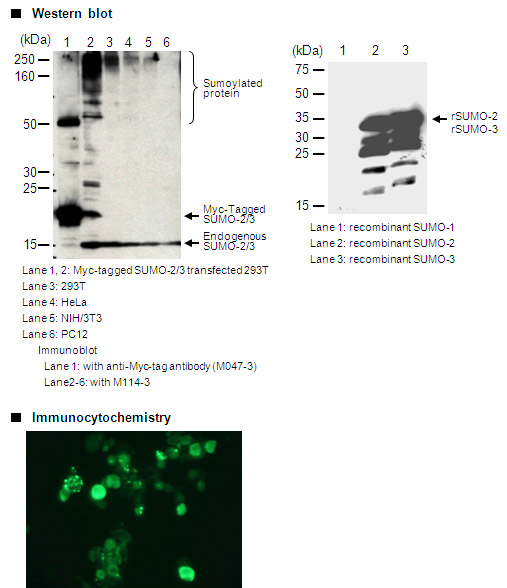 ■ Western blot
(kDa) 1 2 3 4 5 6
250
160
50
30
25
15
Sumoylated
protein
Myc-Tagged
SUMO-2/3
Endogenous
SUMO-2/3
Lane 1, 2: Myc-tagged SUMO-2/3 transfected 293T
Lane 3: 293T
Lane 4: HeLa
Lane 5: NIH/3T3
Lane 6: PC12
Immunoblot
Lane 1: with anti-Myc-tag antibody (M047-3)
Lane2-6: with M114-3
(kDa) 1 2 3
75
50
35
30
25
15
rSUMO-2
rSUMO-3
Lane 1: recombinant SUMO-1
Lane 2: recombinant SUMO-2
Lane 3: recombinant SUMO-3
■ Immunocytochemistry